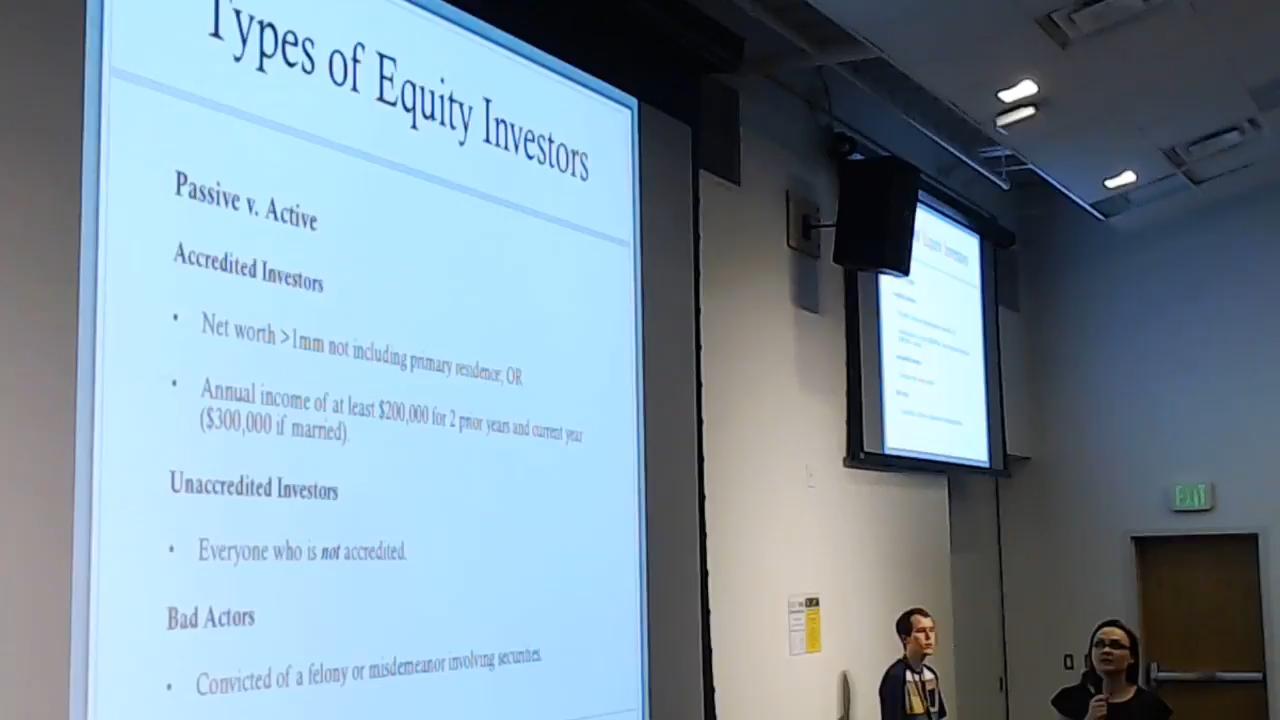 Types of Equity Investors
Passive v. Active
Accredited Investors
• Net worth >1mm not including primary residence; OR
• Annual income of at least $200,000 for 2 prior years and current year
($300,000 if married).
Unaccredited Investors
• Everyone who is not accredited.
Bad Actors
• Convicted of a felony or misdemeanor involving securities.
EXIT